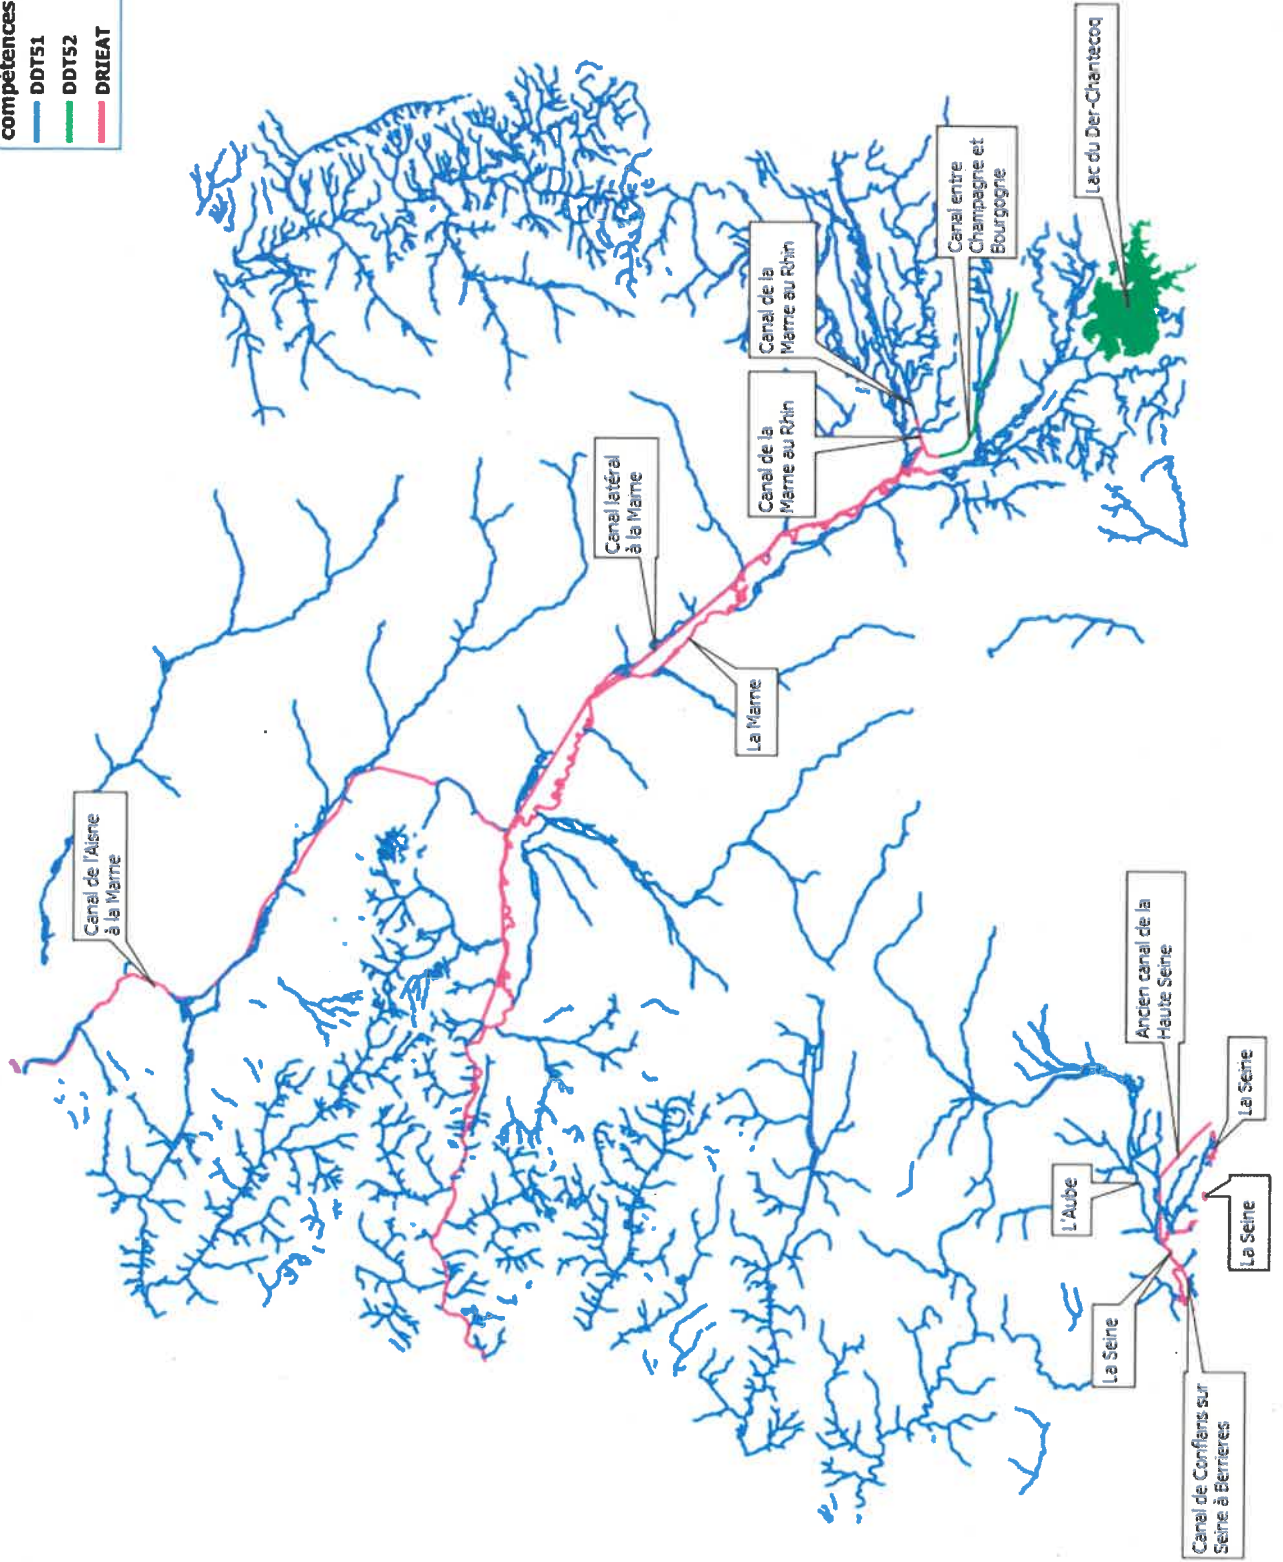 compétences
DDT51
DDT52
DRIEAT
Canal de l'Aisne
à la Marne
Canal latéral
à la Marne
La Marne
Canal de la
Marne au Rhin
Canal de la
Marne au Rhin
Canal entre
Champagne et
Bourgogne
Lac du Der-Chantecoq
Ancien canal de la
Haute Seine
La Seine
La Seine
L'Aube
La Seine
Canal de Conflans sur
Seine à Bernières